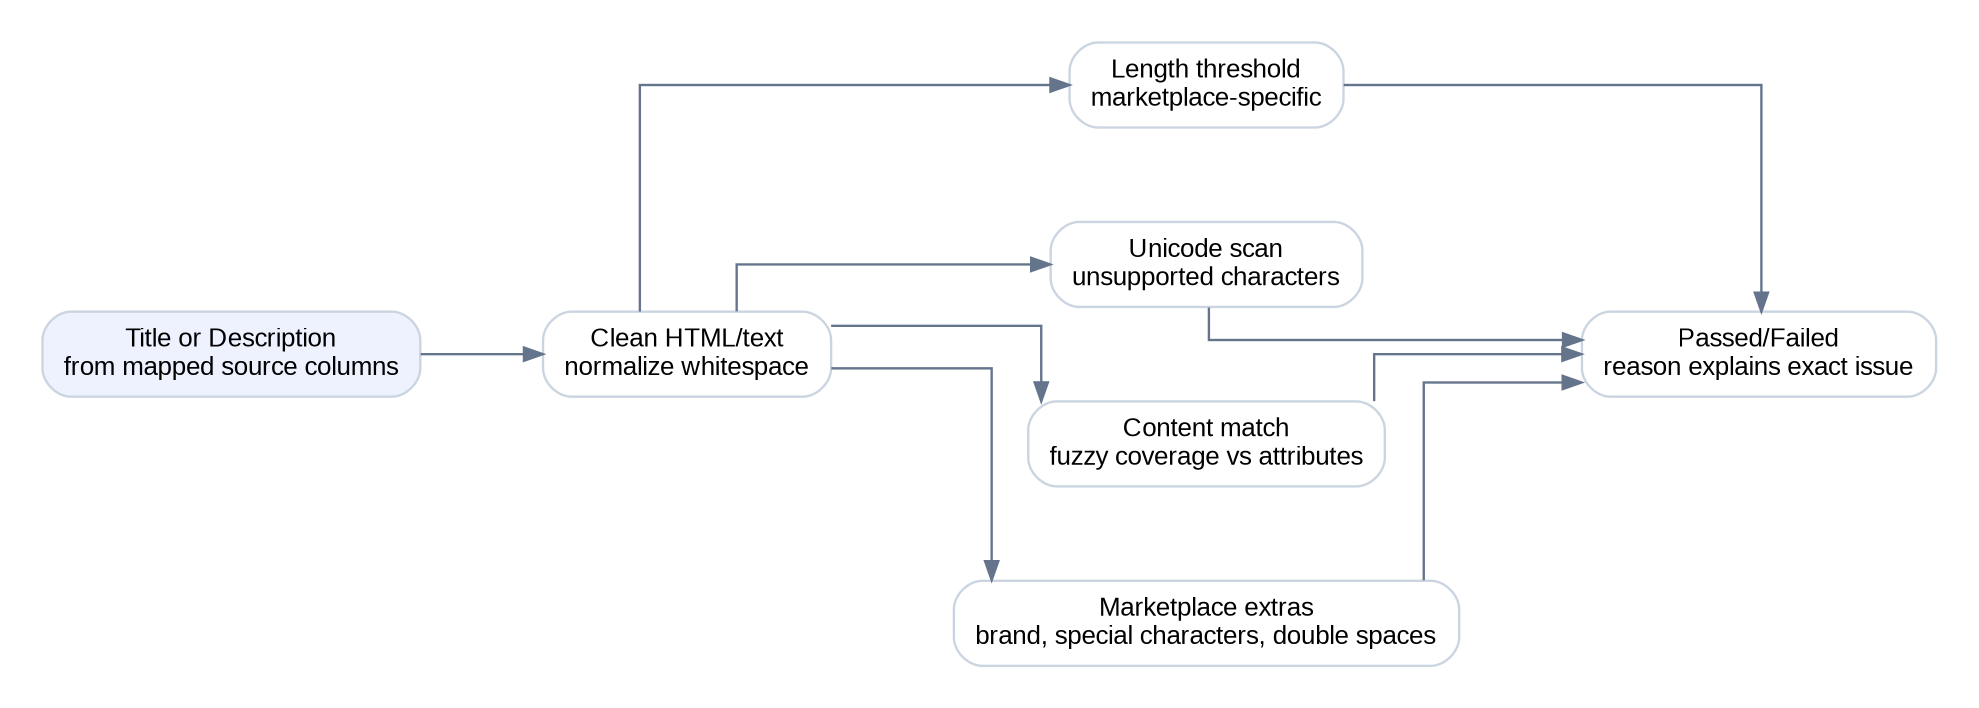 Title or Description
from mapped source columns
Clean HTML/text
normalize whitespace
Length threshold
marketplace-specific
Unicode scan
unsupported characters
Content match
fuzzy coverage vs attributes
Marketplace extras
brand, special characters, double spaces
Passed/Failed
reason explains exact issue